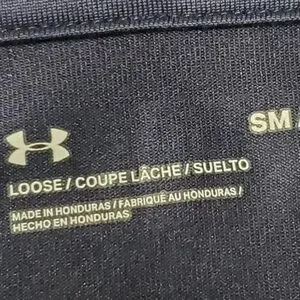 SM/
LOOSE / COUPE LÂCHE / SUELTO
MADE IN HONDURAS / FABRIQUÉ AU HONDURAS /
HECHO EN HONDURAS